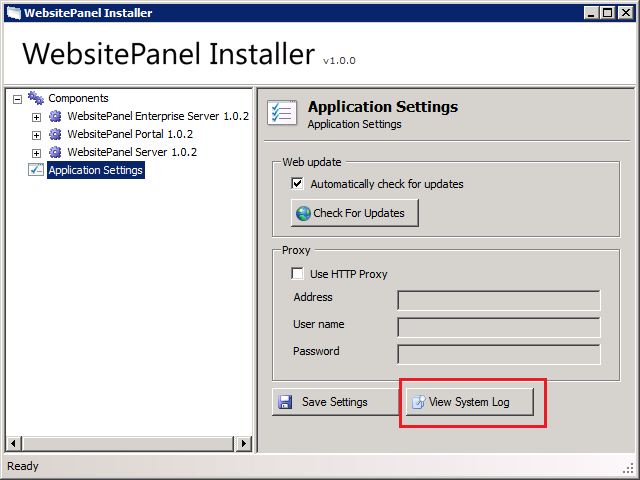 WebsitePanel Installer
WebsitePanel Installer v1.0.0
Components
WebsitePanel Enterprise Server 1.0.2
WebsitePanel Portal 1.0.2
WebsitePanel Server 1.0.2
Application Settings
Application Settings
Application Settings
Web update
Automatically check for updates
Check For Updates
Proxy
Use HTTP Proxy
Address
User name
Password
Save Settings
View System Log
Ready